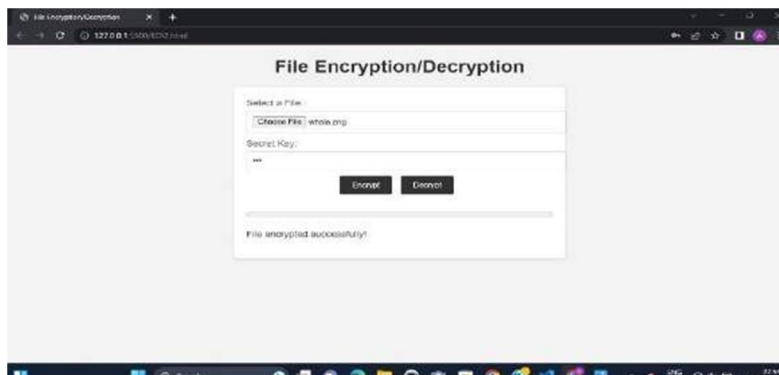 File Encryption/Decryption
127.0.0.1
File Encryption/Decryption
Select a File:
Choose File whole.png
Secret Key:
Encrypt Decrypt
File encrypted successfully!